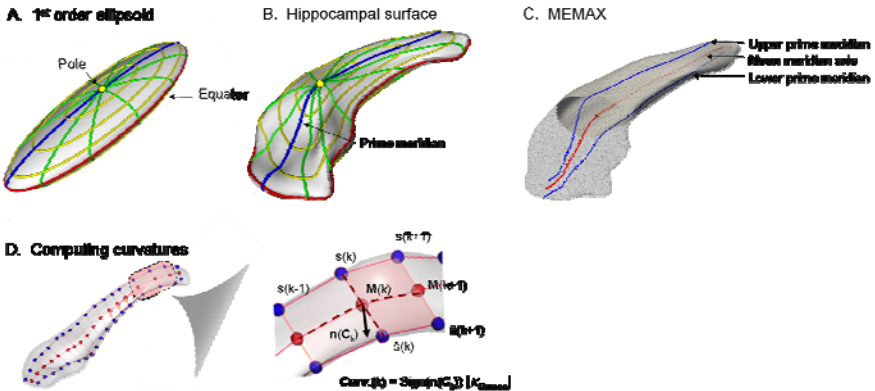 A. 1st order ellipsoid
B. Hippocampal surface
C. MEMAX
Pole
Equator
Prime meridian
Upper prime meridian
Mean meridian axis
Lower prime meridian
D. Computing curvatures
s(k+1)
s(k)
s(k-1)
M(k)
M(k+1)
n(Cₖ)
s̄(k)
s̄(k+1)
Curv.(k) = Sign(n(Cₖ)) |κGauss|